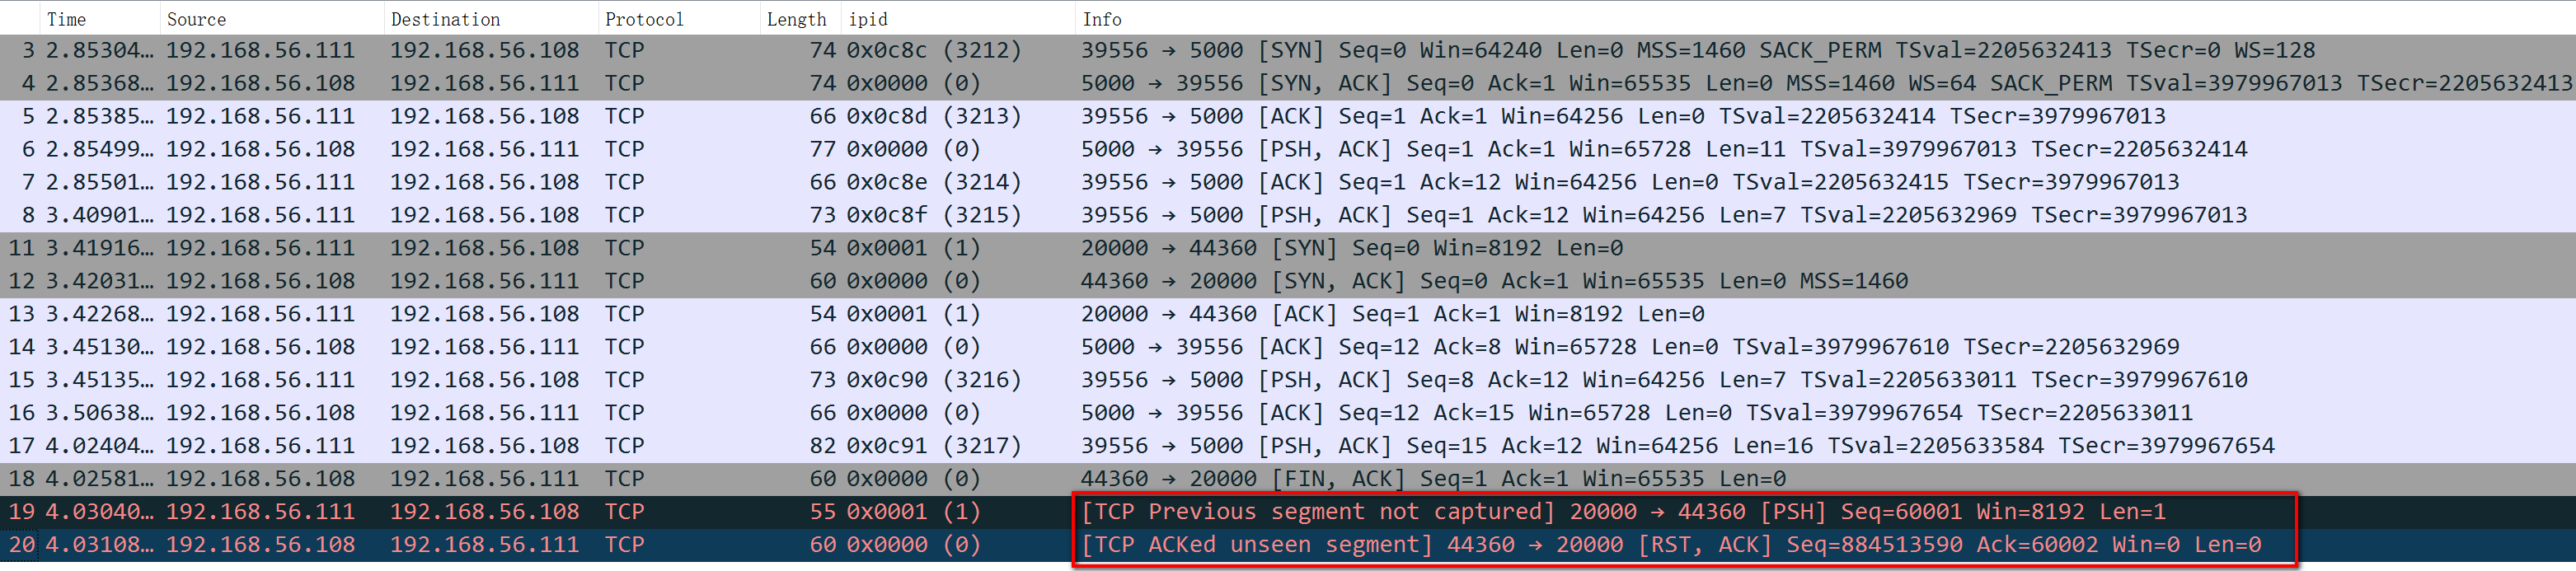 Time Source Destination Protocol Length ipid Info
3 2.85304… 192.168.56.111 192.168.56.108 TCP 74 0x0c8c (3212) 39556 → 5000 [SYN] Seq=0 Win=64240 Len=0 MSS=1460 SACK_PERM TSval=2205632413 TSecr=0 WS=128
4 2.85368… 192.168.56.108 192.168.56.111 TCP 74 0x0000 (0) 5000 → 39556 [SYN, ACK] Seq=0 Ack=1 Win=65535 Len=0 MSS=1460 WS=64 SACK_PERM TSval=3979967013 TSecr=2205632413
5 2.85385… 192.168.56.111 192.168.56.108 TCP 66 0x0c8d (3213) 39556 → 5000 [ACK] Seq=1 Ack=1 Win=64256 Len=0 TSval=2205632414 TSecr=3979967013
6 2.85499… 192.168.56.108 192.168.56.111 TCP 77 0x0000 (0) 5000 → 39556 [PSH, ACK] Seq=1 Ack=1 Win=65728 Len=11 TSval=3979967013 TSecr=2205632414
7 2.85501… 192.168.56.111 192.168.56.108 TCP 66 0x0c8e (3214) 39556 → 5000 [ACK] Seq=1 Ack=12 Win=64256 Len=0 TSval=2205632415 TSecr=3979967013
8 3.40901… 192.168.56.111 192.168.56.108 TCP 73 0x0c8f (3215) 39556 → 5000 [PSH, ACK] Seq=1 Ack=12 Win=64256 Len=7 TSval=2205632969 TSecr=3979967013
11 3.41916… 192.168.56.111 192.168.56.108 TCP 54 0x0001 (1) 20000 → 44360 [SYN] Seq=0 Win=8192 Len=0
12 3.42031… 192.168.56.108 192.168.56.111 TCP 60 0x0000 (0) 44360 → 20000 [SYN, ACK] Seq=0 Ack=1 Win=65535 Len=0 MSS=1460
13 3.42268… 192.168.56.111 192.168.56.108 TCP 54 0x0001 (1) 20000 → 44360 [ACK] Seq=1 Ack=1 Win=8192 Len=0
14 3.45130… 192.168.56.108 192.168.56.111 TCP 66 0x0000 (0) 5000 → 39556 [ACK] Seq=12 Ack=8 Win=65728 Len=0 TSval=3979967610 TSecr=2205632969
15 3.45135… 192.168.56.111 192.168.56.108 TCP 73 0x0c90 (3216) 39556 → 5000 [PSH, ACK] Seq=8 Ack=12 Win=64256 Len=7 TSval=2205633011 TSecr=3979967610
16 3.50638… 192.168.56.108 192.168.56.111 TCP 66 0x0000 (0) 5000 → 39556 [ACK] Seq=12 Ack=15 Win=65728 Len=0 TSval=3979967654 TSecr=2205633011
17 4.02404… 192.168.56.111 192.168.56.108 TCP 82 0x0c91 (3217) 39556 → 5000 [PSH, ACK] Seq=15 Ack=12 Win=64256 Len=16 TSval=2205633584 TSecr=3979967654
18 4.02581… 192.168.56.108 192.168.56.111 TCP 60 0x0000 (0) 44360 → 20000 [FIN, ACK] Seq=1 Ack=1 Win=65535 Len=0
19 4.03040… 192.168.56.111 192.168.56.108 TCP 55 0x0001 (1) [TCP Previous segment not captured] 20000 → 44360 [PSH] Seq=60001 Win=8192 Len=1
20 4.03108… 192.168.56.108 192.168.56.111 TCP 60 0x0000 (0) [TCP ACKed unseen segment] 44360 → 20000 [RST, ACK] Seq=884513590 Ack=60002 Win=0 Len=0